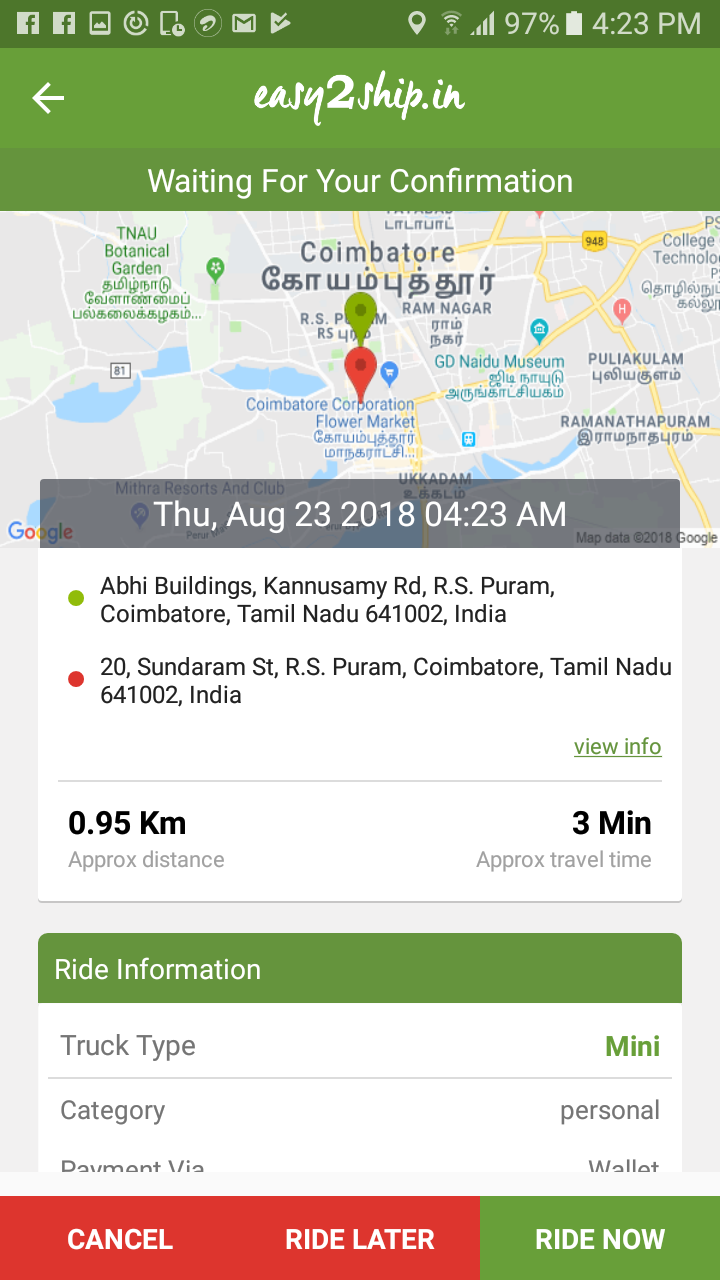 97% 4:23 PM
easy2ship.in
Waiting For Your Confirmation
TNAU
Botanical
Garden
தமிழ்நாடு
வேளாண்மைப்
பல்கலைக்கழகம்...
Coimbatore
கோயம்புத்தூர்
948
College
Technolo
தொழில்நுட்
கல்லூ
RAM NAGAR
ராம்
நகர்
R.S. PURAM
RS புரம்
H
81
GD Naidu Museum
ஜிடி நாயுடு
அருங்காட்சியகம்
PULIAKULAM
புலியகுளம்
Coimbatore Corporation
Flower Market
கோயம்புத்தூர்
மாநகராட்சி...
RAMANATHAPURAM
இராமநாதபுரம்
UKKADAM
உக்கடம்
Mithra Resorts And Club
Thu, Aug 23 2018 04:23 AM
Google
Map data ©2018 Google
Abhi Buildings, Kannusamy Rd, R.S. Puram,
Coimbatore, Tamil Nadu 641002, India
20, Sundaram St, R.S. Puram, Coimbatore, Tamil Nadu
641002, India
view info
0.95 Km 3 Min
Approx distance Approx travel time
Ride Information
Truck Type Mini
Category personal
Payment Via Wallet
CANCEL RIDE LATER RIDE NOW